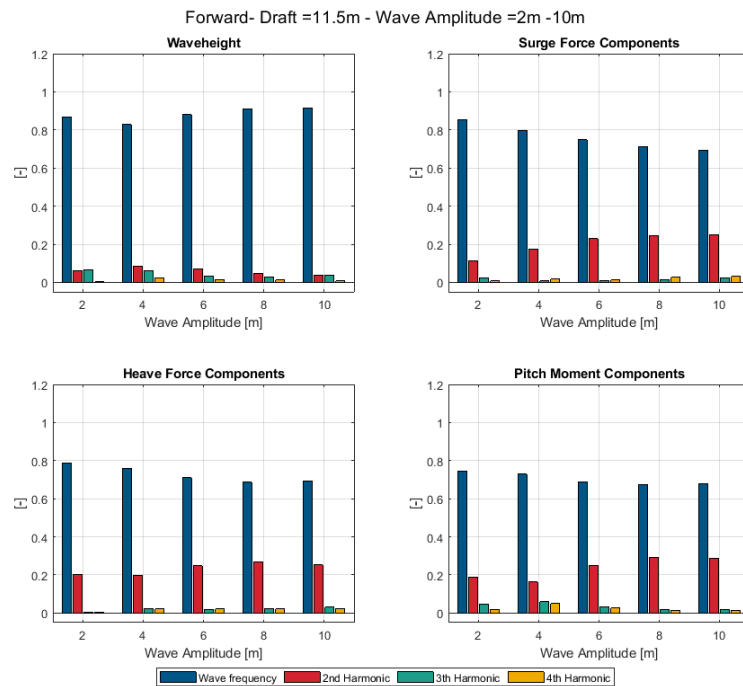 Forward- Draft =11.5m - Wave Amplitude =2m -10m
Waveheight
1.2
1
0.8
0.6
0.4
0.2
0
[-]
2 4 6 8 10
Wave Amplitude [m]
Surge Force Components
1.2
1
0.8
0.6
0.4
0.2
0
[-]
2 4 6 8 10
Wave Amplitude [m]
Heave Force Components
1.2
1
0.8
0.6
0.4
0.2
0
[-]
2 4 6 8 10
Wave Amplitude [m]
Pitch Moment Components
1.2
1
0.8
0.6
0.4
0.2
0
[-]
2 4 6 8 10
Wave Amplitude [m]
Wave frequency 2nd Harmonic 3th Harmonic 4th Harmonic